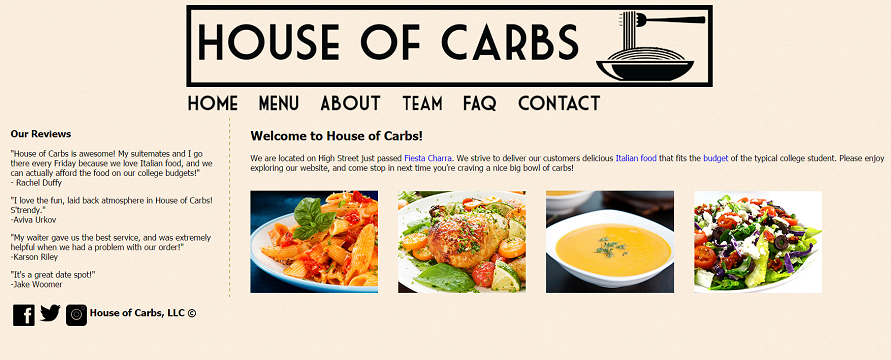 HOUSE OF CARBS
HOME MENU ABOUT TEAM FAQ CONTACT
Our Reviews
"House of Carbs is awesome! My suitemates and I go
there every Friday because we love Italian food, and we
can actually afford the food on our college budgets!"
- Rachel Duffy
"I love the fun, laid back atmosphere in House of Carbs!
S'trendy."
-Aviva Urkov
"My waiter gave us the best service, and was extremely
helpful when we had a problem with our order!"
-Karson Riley
"It's a great date spot!"
-Jake Woomer
Welcome to House of Carbs!
We are located on High Street just passed Fiesta Charra. We strive to deliver our customers delicious Italian food that fits the budget of the typical college student. Please enjoy
exploring our website, and come stop in next time you're craving a nice big bowl of carbs!
House of Carbs, LLC ©